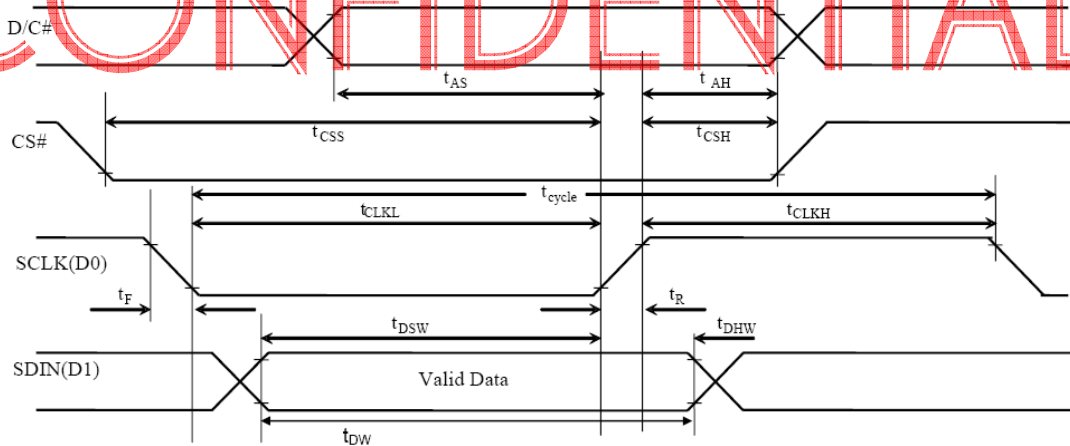 CONFIDENTIAL
D/C#
tAS
tAH
tCSS
tCSH
CS#
tcycle
tCLKL
tCLKH
SCLK(D0)
tF
tR
tDSW
tDHW
SDIN(D1)
Valid Data
tDW